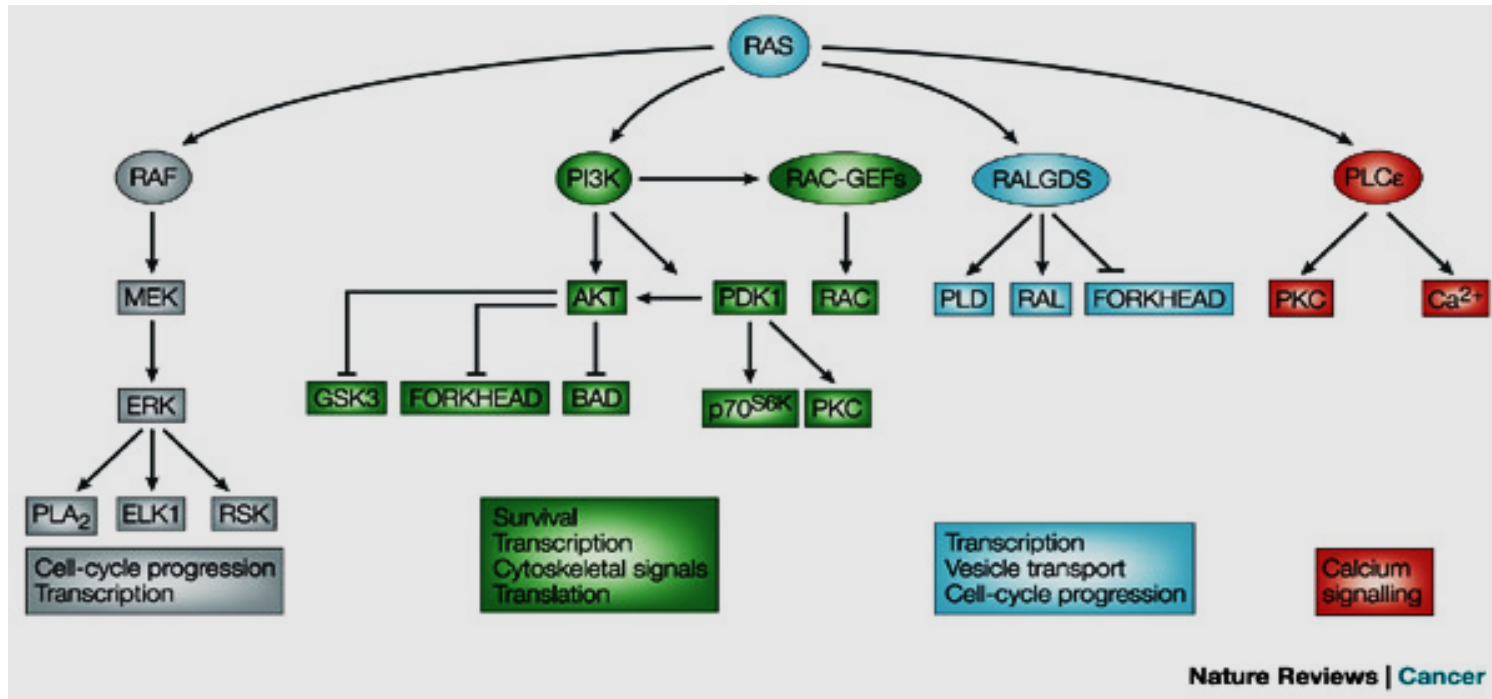 RAS
RAF
PI3K
RAC-GEFs
RALGDS
PLCε
MEK
AKT
PDK1
RAC
PLD
RAL
FORKHEAD
PKC
Ca²⁺
ERK
GSK3
FORKHEAD
BAD
p70ˢ⁶ᴷ
PKC
PLA₂
ELK1
RSK
Cell-cycle progression
Transcription
Survival
Transcription
Cytoskeletal signals
Translation
Transcription
Vesicle transport
Cell-cycle progression
Calcium
signalling
Nature Reviews | Cancer